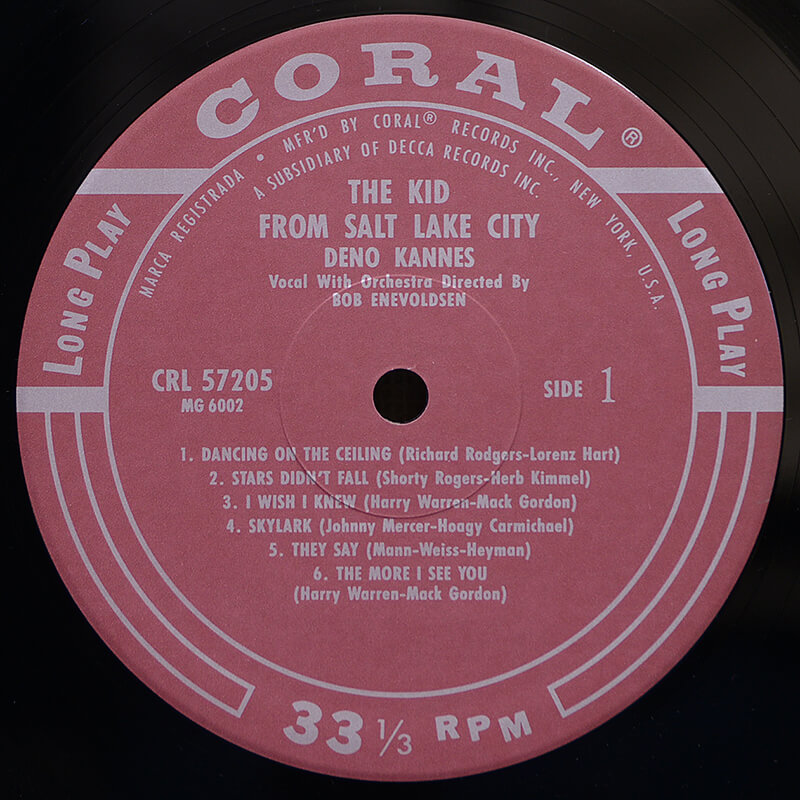 CORAL®
MARCA REGISTRADA • MFR'D BY CORAL® RECORDS INC., NEW YORK, U.S.A.
A SUBSIDIARY OF DECCA RECORDS INC.
THE KID
FROM SALT LAKE CITY
DENO KANNES
Vocal With Orchestra Directed By
BOB ENEVOLDSEN
LONG PLAY
LONG PLAY
CRL 57205
MG 6002
SIDE 1
1. DANCING ON THE CEILING (Richard Rodgers-Lorenz Hart)
2. STARS DIDN'T FALL (Shorty Rogers-Herb Kimmel)
3. I WISH I KNEW (Harry Warren-Mack Gordon)
4. SKYLARK (Johnny Mercer-Hoagy Carmichael)
5. THEY SAY (Mann-Weiss-Heyman)
6. THE MORE I SEE YOU
(Harry Warren-Mack Gordon)
33 1/3 RPM